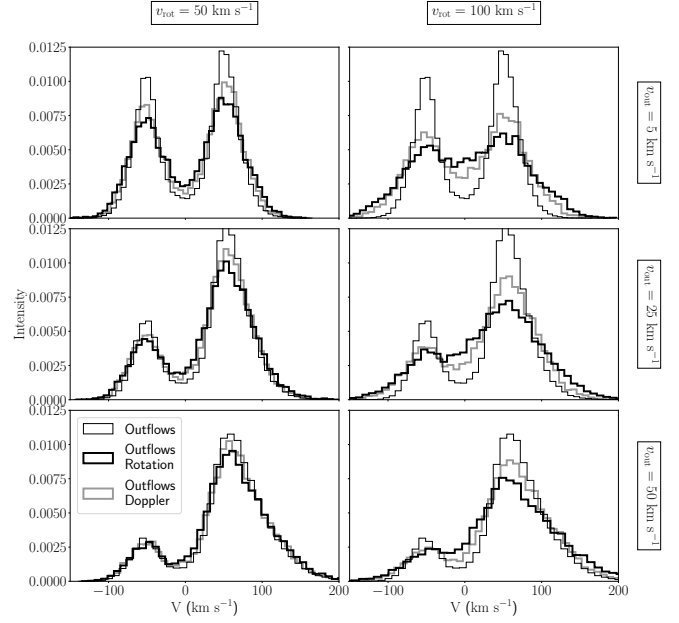 v_rot = 50 km s⁻¹
v_rot = 100 km s⁻¹
0.0125
0.0100
0.0075
0.0050
0.0025
0.0000
v_out = 5 km s⁻¹
0.0125
0.0100
0.0075
0.0050
0.0025
0.0000
Intensity
v_out = 25 km s⁻¹
0.0125
0.0100
0.0075
0.0050
0.0025
0.0000
Outflows
Outflows
Rotation
Outflows
Doppler
v_out = 50 km s⁻¹
−100 0 100 200
−100 0 100 200
V (km s⁻¹)
V (km s⁻¹)